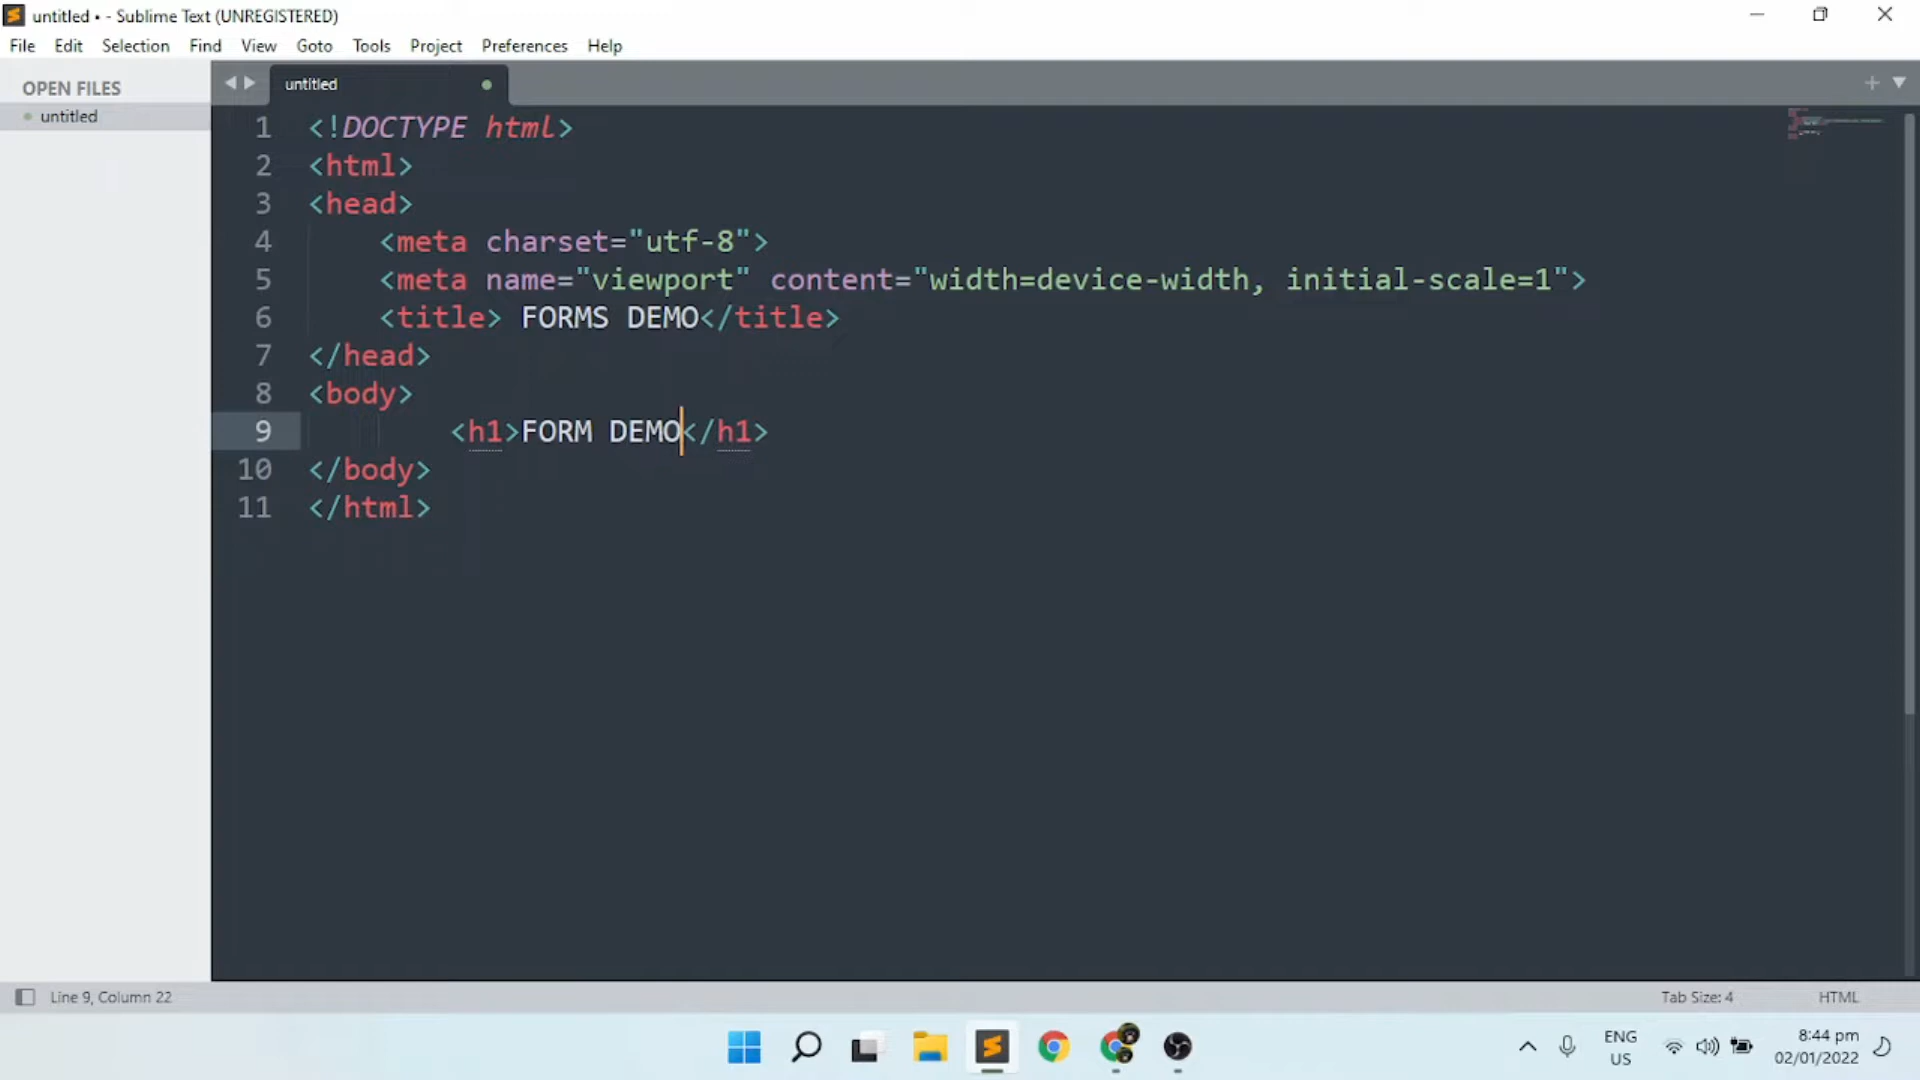 untitled • - Sublime Text (UNREGISTERED)
File Edit Selection Find View Goto Tools Project Preferences Help
OPEN FILES
untitled
untitled
1 <!DOCTYPE html>
2 <html>
3 <head>
4 <meta charset="utf-8">
5 <meta name="viewport" content="width=device-width, initial-scale=1">
6 <title> FORMS DEMO</title>
7 </head>
8 <body>
9 <h1>FORM DEMO</h1>
10 </body>
11 </html>
Line 9, Column 22
Tab Size: 4
HTML
ENG
US
8:44 pm
02/01/2022